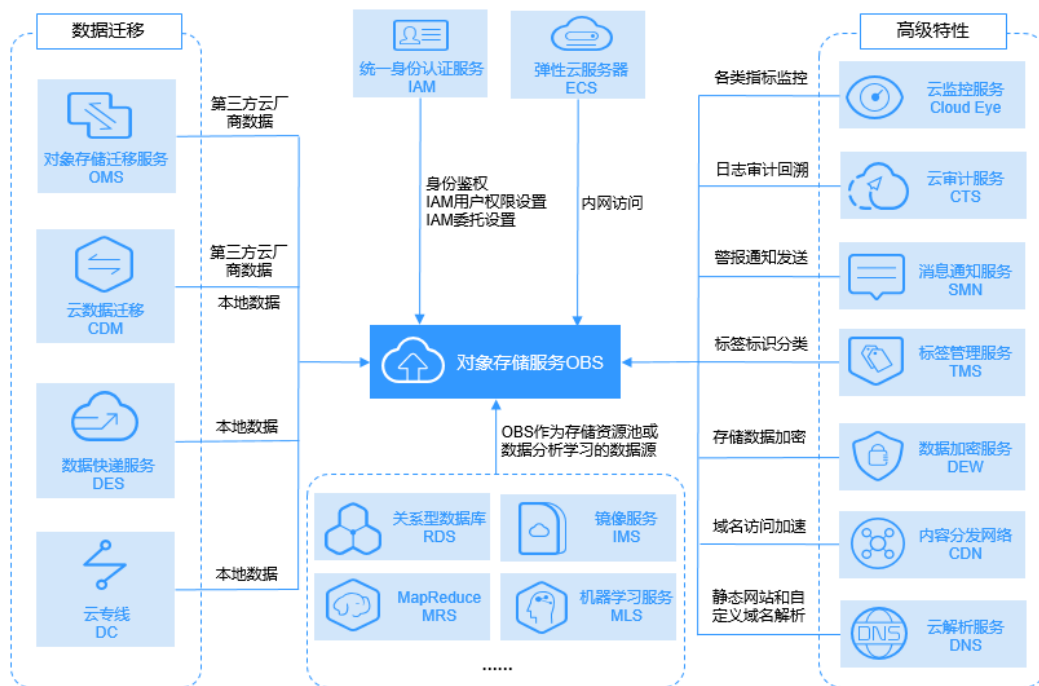 数据迁移
对象存储迁移服务
OMS
第三方云厂
商数据
云数据迁移
CDM
第三方云厂
商数据
本地数据
数据快递服务
DES
本地数据
云专线
DC
本地数据
统一身份认证服务
IAM
身份鉴权
IAM用户权限设置
IAM委托设置
弹性云服务器
ECS
内网访问
对象存储服务OBS
OBS作为存储资源池或
数据分析学习的数据源
关系型数据库
RDS
镜像服务
IMS
MapReduce
MRS
机器学习服务
MLS
......
高级特性
各类指标监控
云监控服务
Cloud Eye
日志审计回溯
云审计服务
CTS
警报通知发送
消息通知服务
SMN
标签标识分类
标签管理服务
TMS
存储数据加密
数据加密服务
DEW
域名访问加速
内容分发网络
CDN
静态网站和自
定义域名解析
DNS
云解析服务
DNS